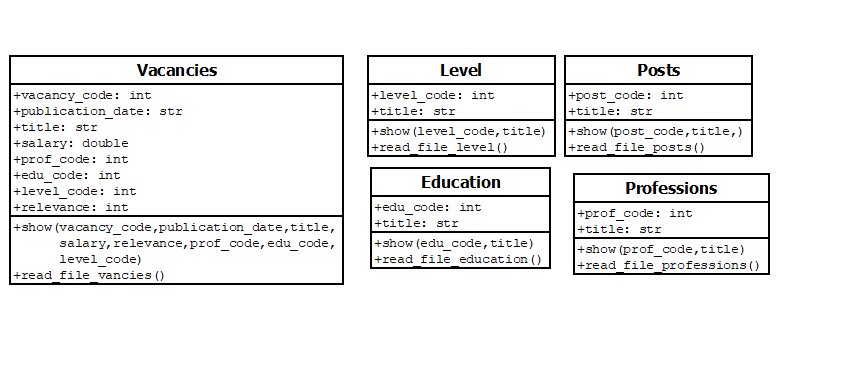 Vacancies
+vacancy_code: int
+publication_date: str
+title: str
+salary: double
+prof_code: int
+edu_code: int
+level_code: int
+relevance: int
+show(vacancy_code,publication_date,title,
salary,relevance,prof_code,edu_code,
level_code)
+read_file_vancies()
Level
+level_code: int
+title: str
+show(level_code,title)
+read_file_level()
Posts
+post_code: int
+title: str
+show(post_code,title,)
+read_file_posts()
Education
+edu_code: int
+title: str
+show(edu_code,title)
+read_file_education()
Professions
+prof_code: int
+title: str
+show(prof_code,title)
+read_file_professions()